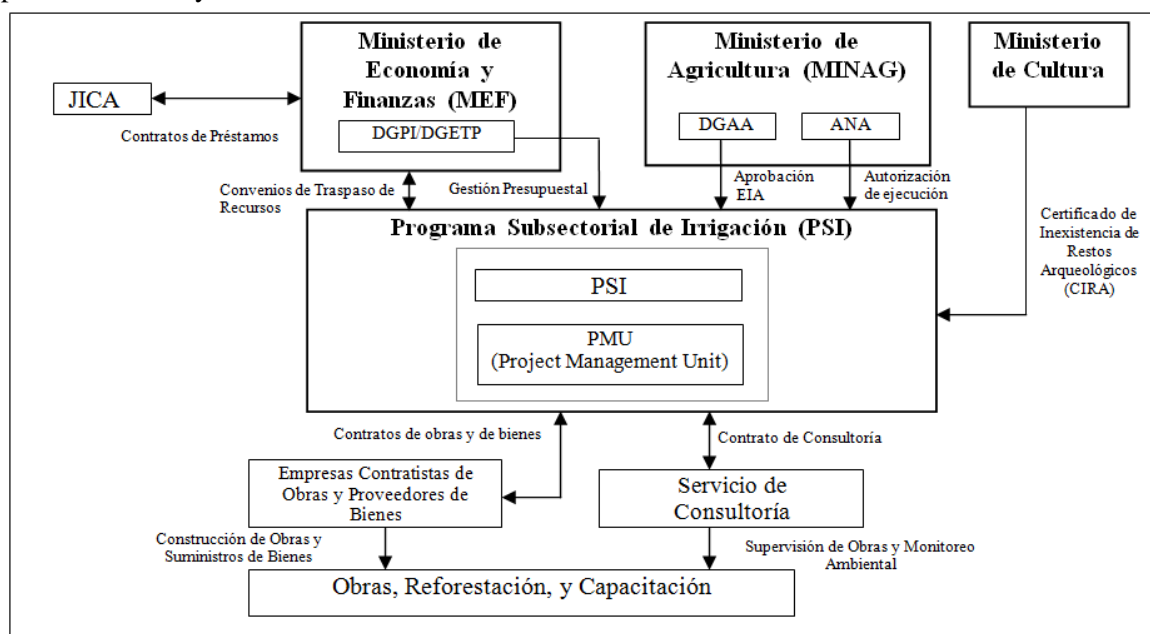 Ministerio de
Economía y
Finanzas (MEF)
DGPI/DGETP
Ministerio de
Agricultura (MINAG)
DGAA
ANA
Ministerio
de Cultura
JICA
Contratos de Préstamos
Convenios de Traspaso de
Recursos
Gestión Presupuestal
Aprobación
EIA
Autorización
de ejecución
Certificado de
Inexistencia de
Restos
Arqueológicos
(CIRA)
Programa Subsectorial de Irrigación (PSI)
PSI
PMU
(Project Management Unit)
Contratos de obras y de bienes
Contrato de Consultoría
Empresas Contratistas de
Obras y Proveedores de
Bienes
Servicio de
Consultoría
Construcción de Obras y
Suministros de Bienes
Supervisión de Obras y Monitoreo
Ambiental
Obras, Reforestación, y Capacitación